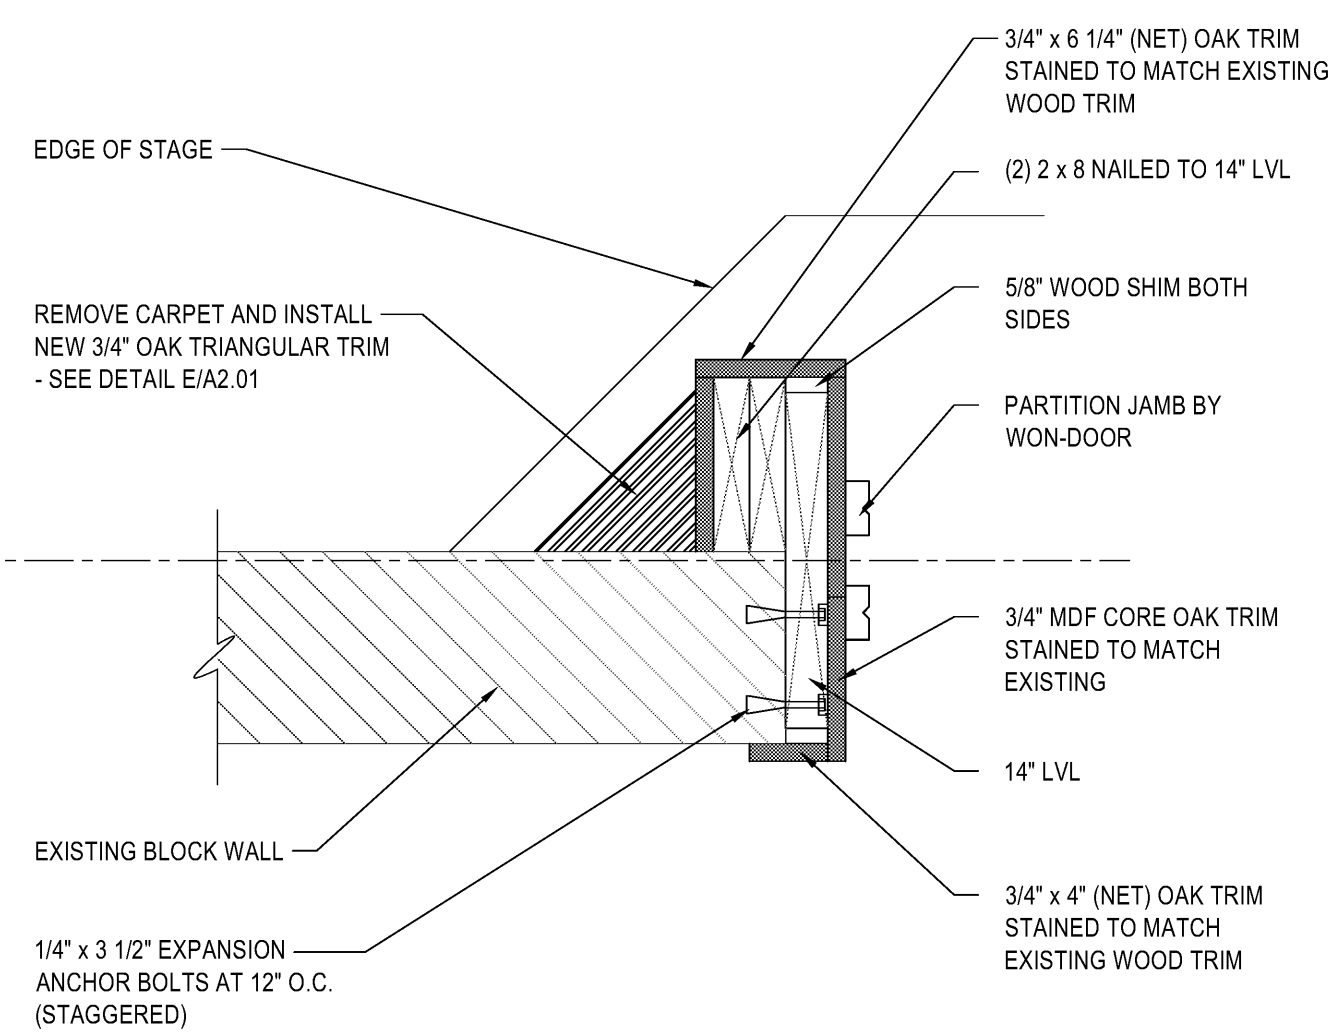 3/4" x 6 1/4" (NET) OAK TRIM
STAINED TO MATCH EXISTING
WOOD TRIM
EDGE OF STAGE
(2) 2 x 8 NAILED TO 14" LVL
5/8" WOOD SHIM BOTH
SIDES
REMOVE CARPET AND INSTALL
NEW 3/4" OAK TRIANGULAR TRIM
- SEE DETAIL E/A2.01
PARTITION JAMB BY
WON-DOOR
3/4" MDF CORE OAK TRIM
STAINED TO MATCH
EXISTING
14" LVL
EXISTING BLOCK WALL
3/4" x 4" (NET) OAK TRIM
STAINED TO MATCH
EXISTING WOOD TRIM
1/4" x 3 1/2" EXPANSION
ANCHOR BOLTS AT 12" O.C.
(STAGGERED)